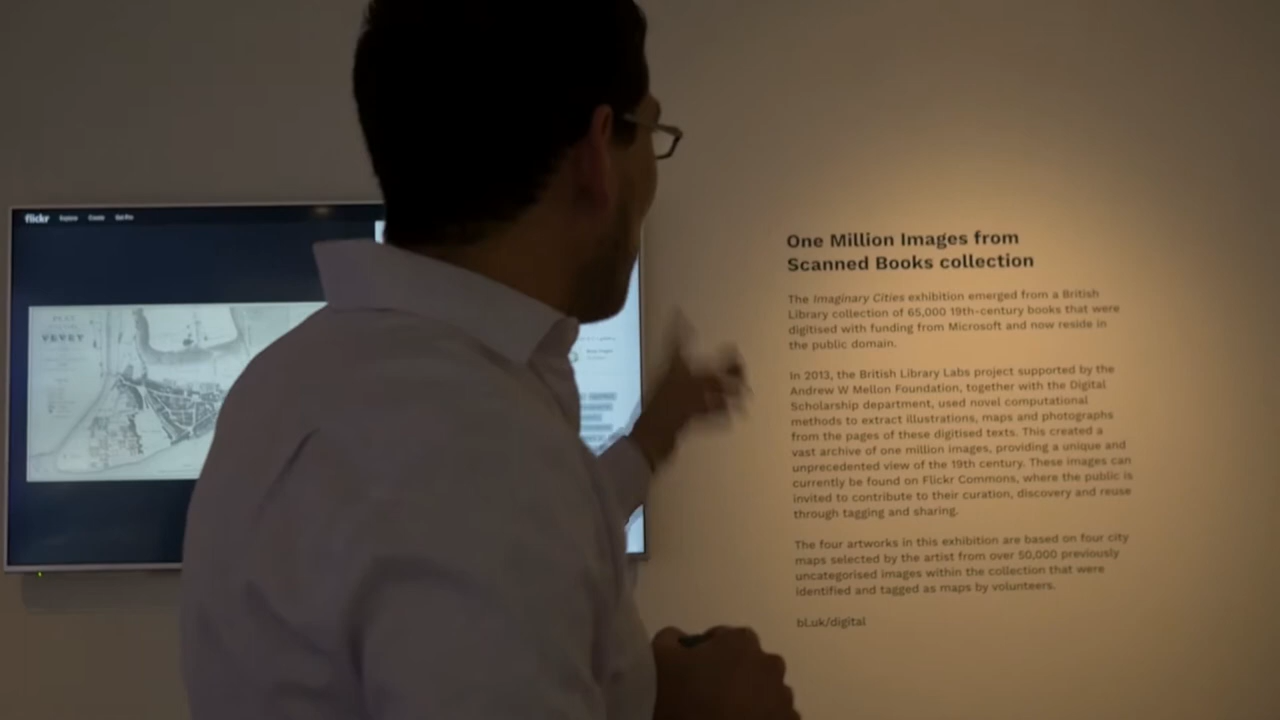 flickr Explore Create Get Pro
PLAN
VEVEY
One Million Images from
Scanned Books collection
The Imaginary Cities exhibition emerged from a British
Library collection of 65,000 19th-century books that were
digitised with funding from Microsoft and now reside in
the public domain.
In 2013, the British Library Labs project supported by the
Andrew W Mellon Foundation, together with the Digital
Scholarship department, used novel computational
methods to extract illustrations, maps and photographs
from the pages of these digitised texts. This created a
vast archive of one million images, providing a unique and
unprecedented view of the 19th century. These images can
currently be found on Flickr Commons, where the public is
invited to contribute to their curation, discovery and reuse
through tagging and sharing.
The four artworks in this exhibition are based on four city
maps selected by the artist from over 50,000 previously
uncategorised images within the collection that were
identified and tagged as maps by volunteers.
bl.uk/digital